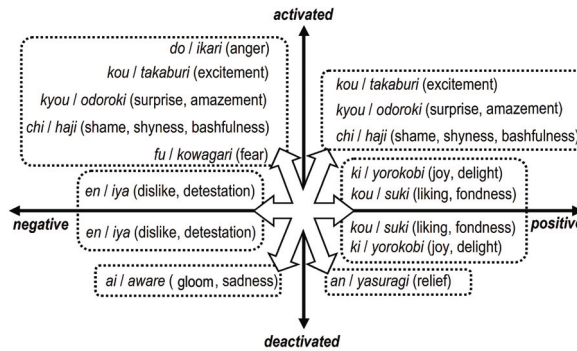 activated
do / ikari (anger)
kou / takaburi (excitement)
kyou / odoroki (surprise, amazement)
chi / haji (shame, shyness, bashfulness)
fu / kowagari (fear)
kou / takaburi (excitement)
kyou / odoroki (surprise, amazement)
chi / haji (shame, shyness, bashfulness)
en / iya (dislike, detestation)
ki / yorokobi (joy, delight)
kou / suki (liking, fondness)
negative
positive
en / iya (dislike, detestation)
kou / suki (liking, fondness)
ki / yorokobi (joy, delight)
ai / aware ( gloom, sadness)
an / yasuragi (relief)
deactivated